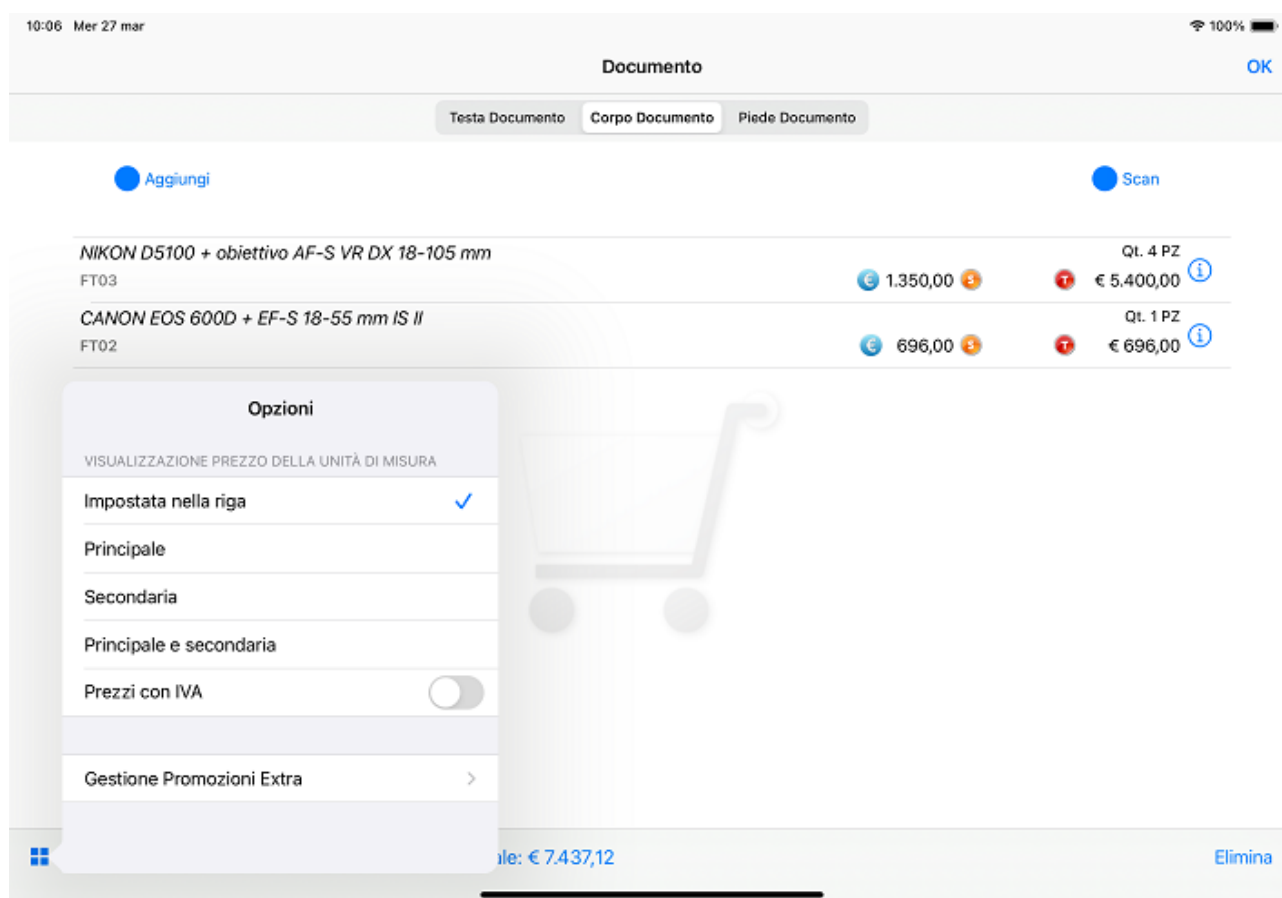 10:06 Mer 27 mar 100%
Documento OK
Testa Documento Corpo Documento Piede Documento
Aggiungi Scan
NIKON D5100 + obiettivo AF-S VR DX 18-105 mm Qt. 4 PZ
FT03 € 1.350,00 S T € 5.400,00 i
CANON EOS 600D + EF-S 18-55 mm IS II Qt. 1 PZ
FT02 € 696,00 S T € 696,00 i
Opzioni
VISUALIZZAZIONE PREZZO DELLA UNITÀ DI MISURA
Impostata nella riga
Principale
Secondaria
Principale e secondaria
Prezzi con IVA
Gestione Promozioni Extra
ale: € 7.437,12 Elimina